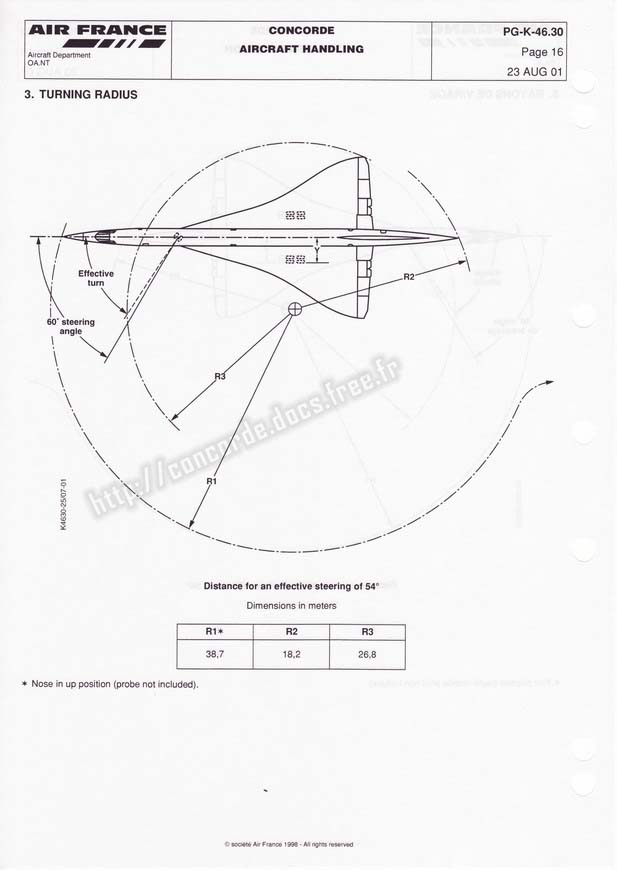 AIR FRANCE
Aircraft Department
OA.NT
CONCORDE
AIRCRAFT HANDLING
PG-K-46.30
Page 16
23 AUG 01
3. TURNING RADIUS
Effective
turn
60° steering
angle
V
R2
R3
R1
http://concorde.docs.free.fr
K4630-25/07-01
Distance for an effective steering of 54°
Dimensions in meters
R1* R2 R3
38,7 18,2 26,8
* Nose in up position (probe not included).
© société Air France 1998 - All rights reserved